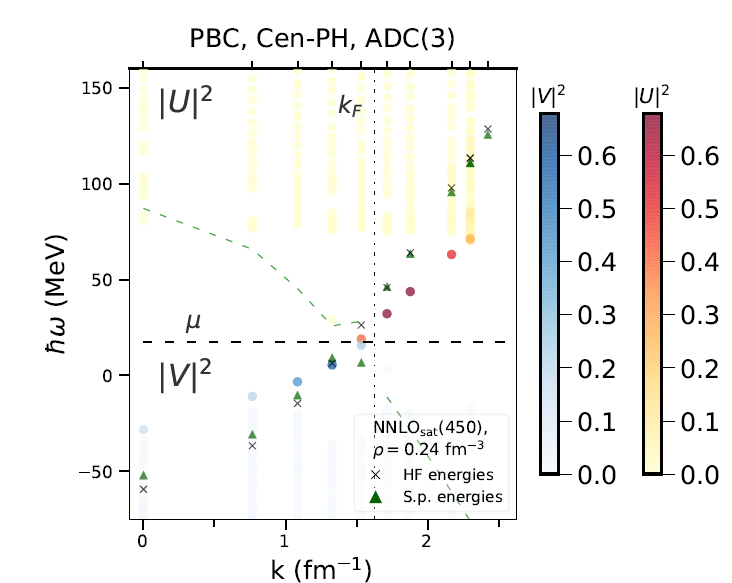 PBC, Cen-PH, ADC(3)
|U|²
k_F
|V|²
|U|²
150
100
50
0
−50
ħω (MeV)
μ
|V|²
NNLO_sat(450),
ρ = 0.24 fm⁻³
HF energies
S.p. energies
0
1
2
k (fm⁻¹)
0.6
0.5
0.4
0.3
0.2
0.1
0.0
0.6
0.5
0.4
0.3
0.2
0.1
0.0